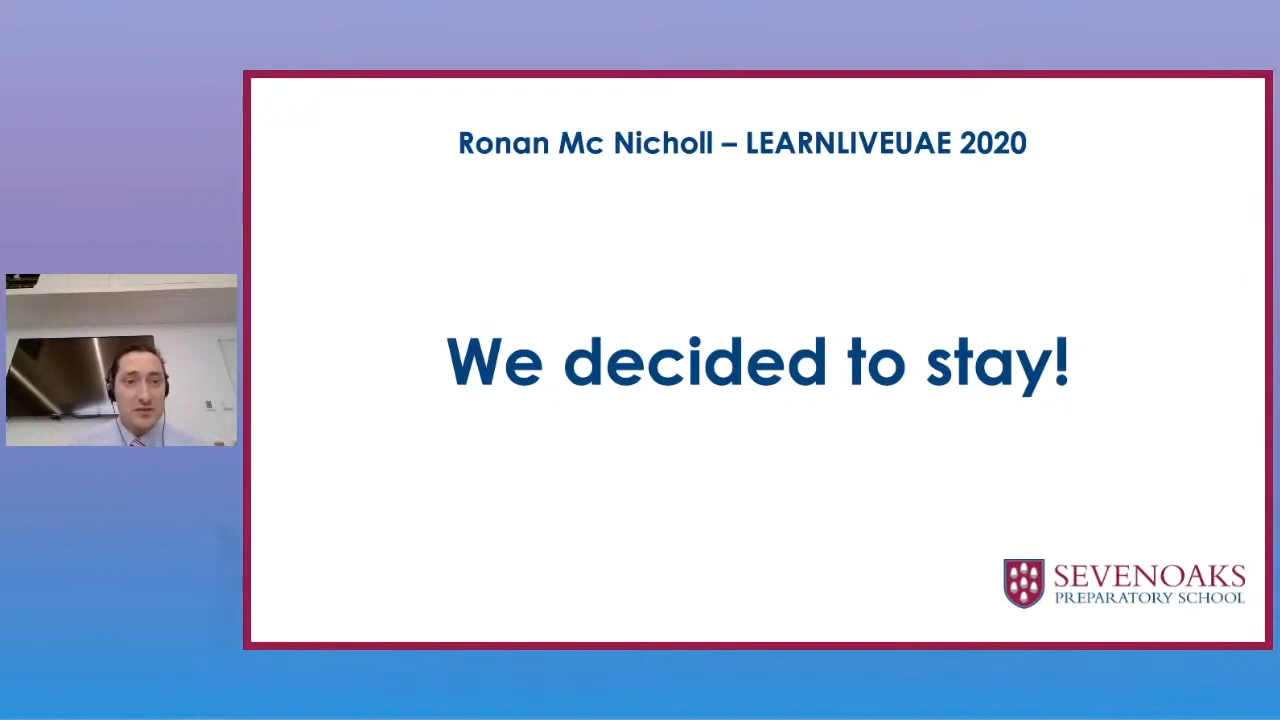 Ronan Mc Nicholl – LEARNLIVEUAE 2020
We decided to stay!
SEVENOAKS
PREPARATORY SCHOOL